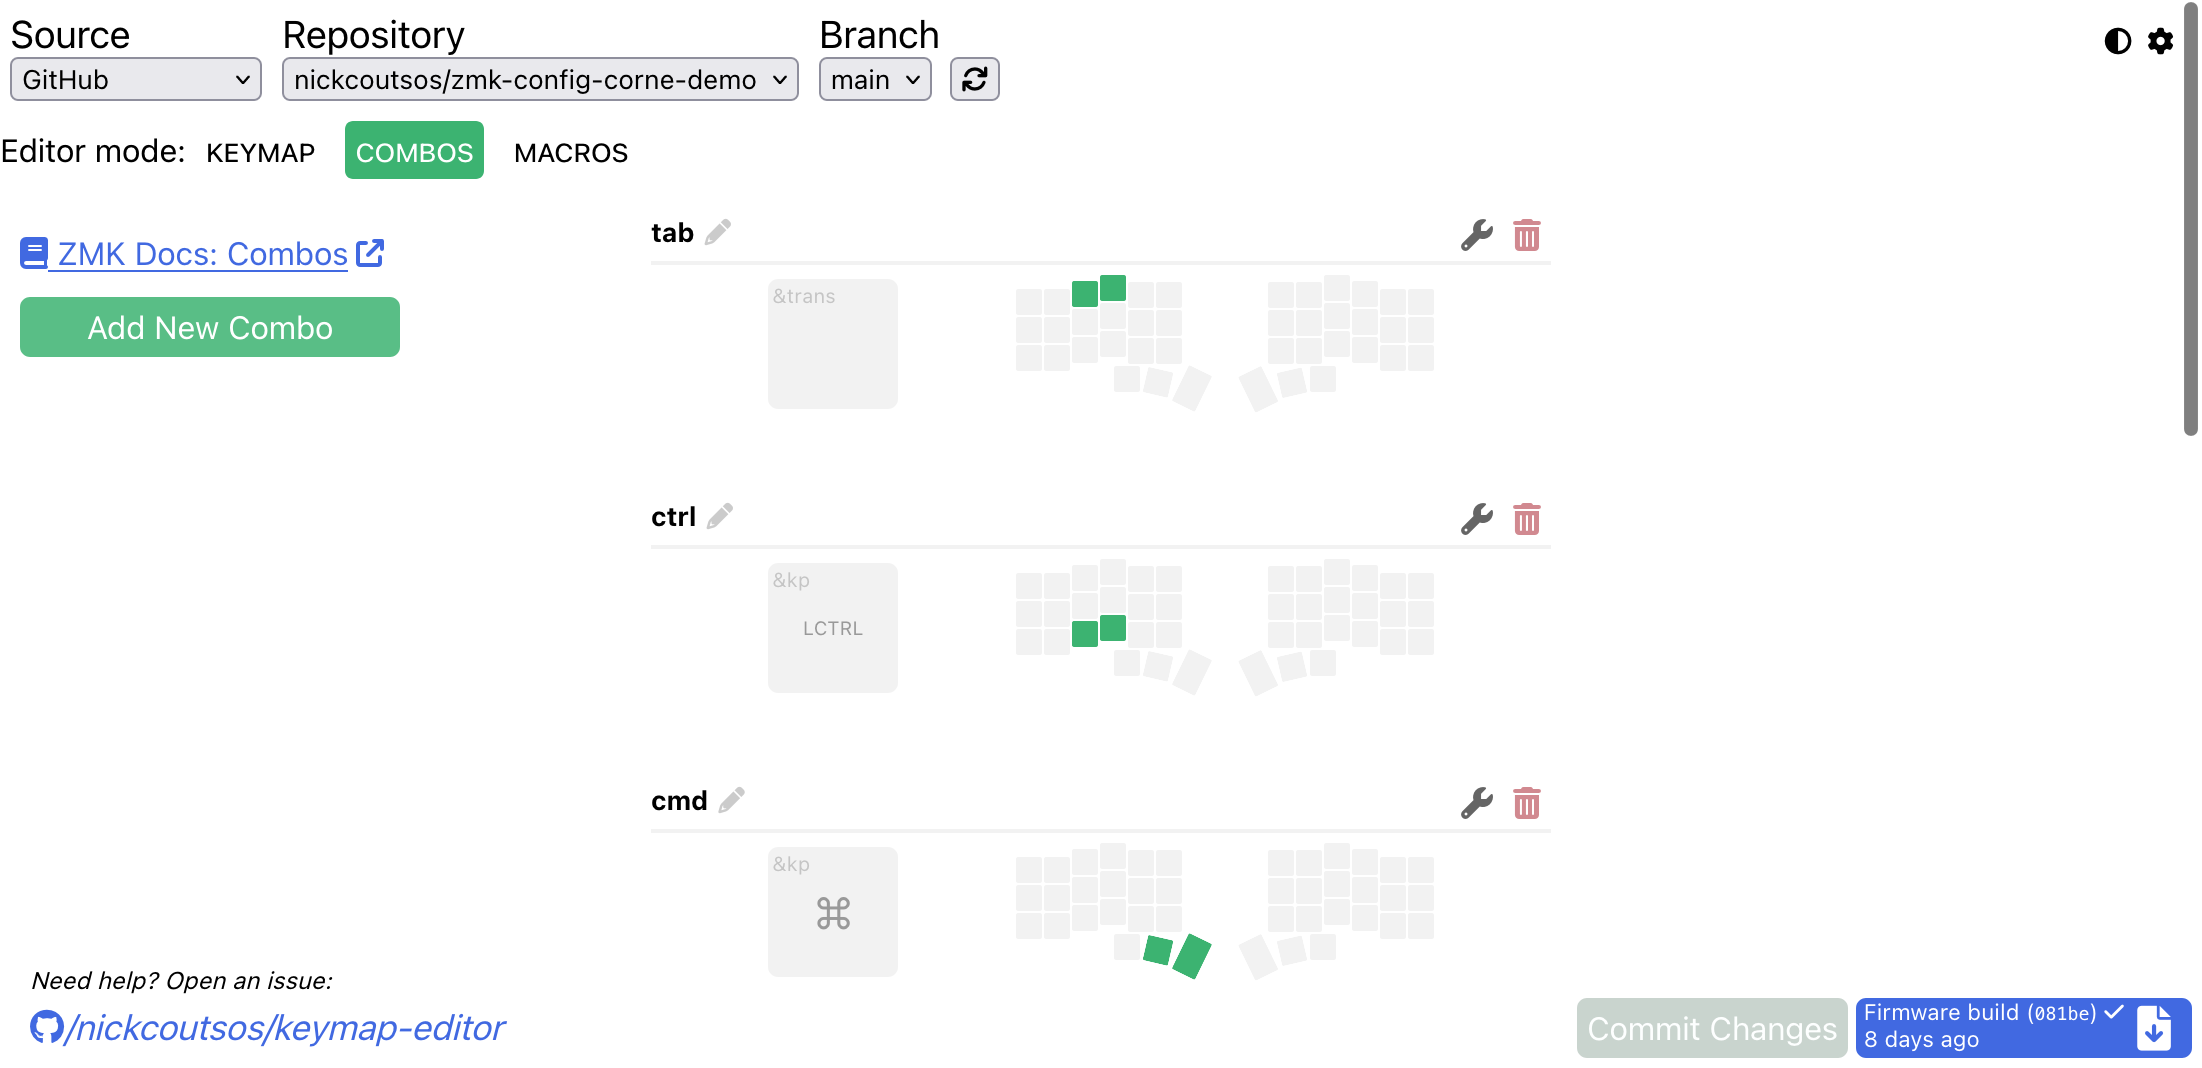 Source
Repository
Branch
GitHub
nickcoutsos/zmk-config-corne-demo
main
Editor mode: KEYMAP COMBOS MACROS
ZMK Docs: Combos
Add New Combo
tab
&trans
ctrl
&kp
LCTRL
cmd
&kp
⌘
Need help? Open an issue:
/nickcoutsos/keymap-editor
Commit Changes
Firmware build (081be)
8 days ago